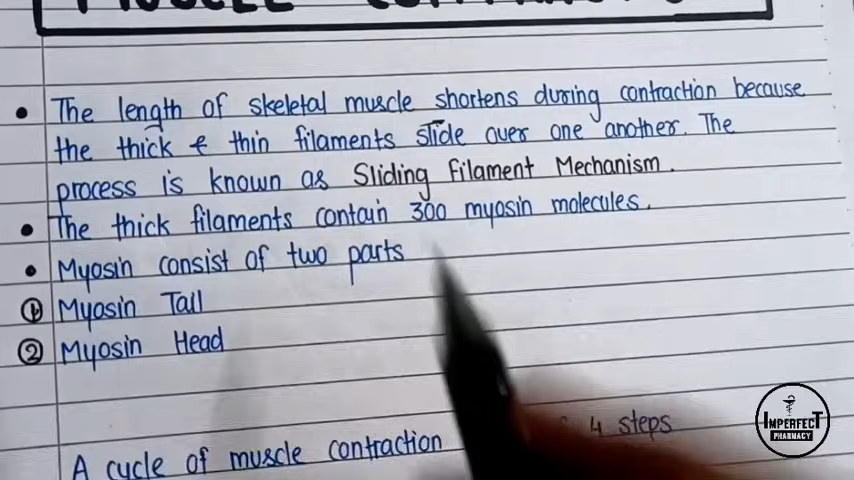 • The length of skeletal muscle shortens during contraction because
the thick & thin filaments slide over one another. The
process is known as Sliding Filament Mechanism.
• The thick filaments contain 300 myosin molecules.
• Myosin consist of two parts
① Myosin Tail
② Myosin Head
A cycle of muscle contraction 4 steps
IMPERFECT
PHARMACY